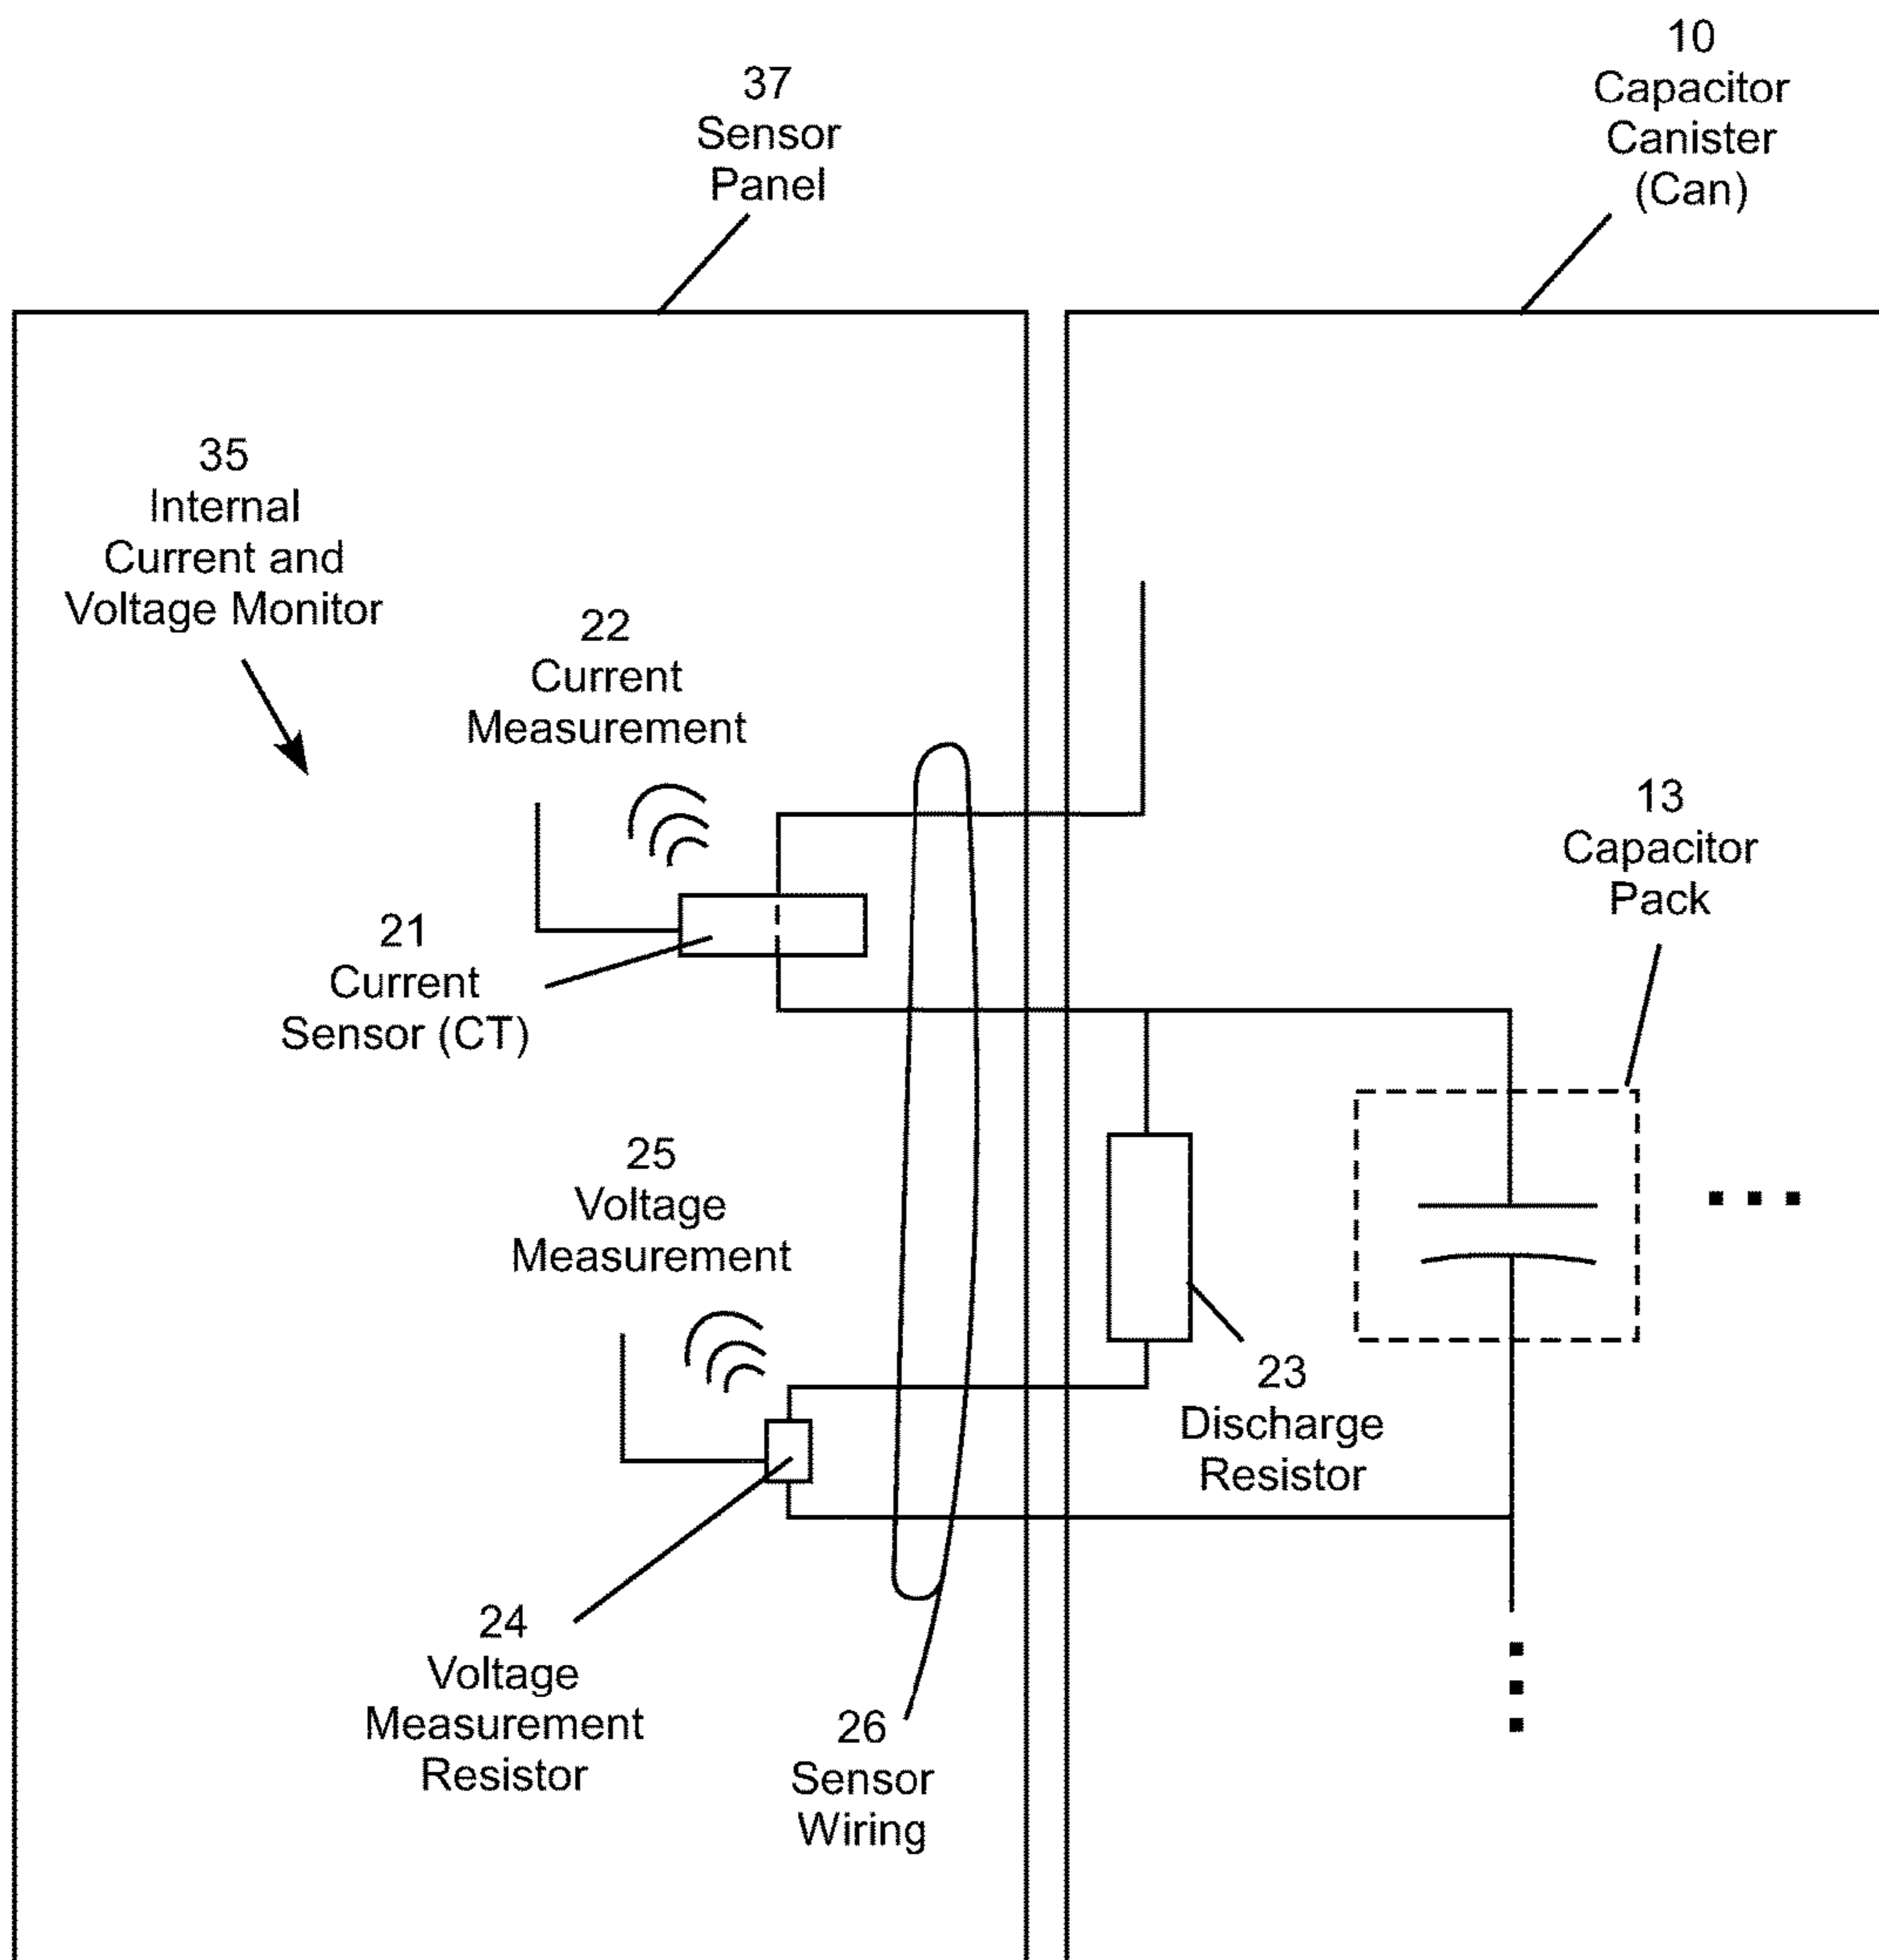 10
Capacitor
Canister
(Can)
37
Sensor
Panel
35
Internal
Current and
Voltage Monitor
22
Current
Measurement
13
Capacitor
Pack
21
Current
Sensor (CT)
25
Voltage
Measurement
23
Discharge
Resistor
24
Voltage
Measurement
Resistor
26
Sensor
Wiring